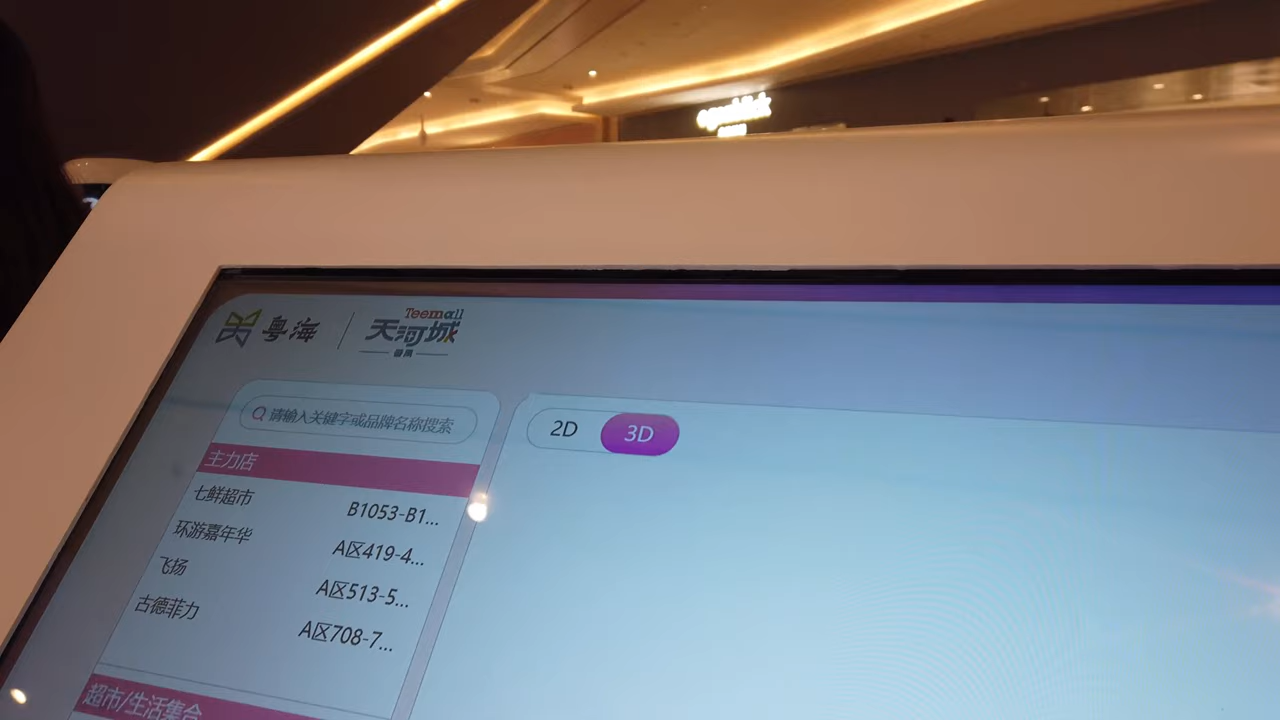 粤海
Teemall
天河城
番禺
请输入关键字或品牌名称搜索
2D
3D
主力店
七鲜超市 B1053-B1...
环游嘉年华 A区419-4...
飞扬 A区513-5...
古德菲力 A区708-7...
超市/生活集合